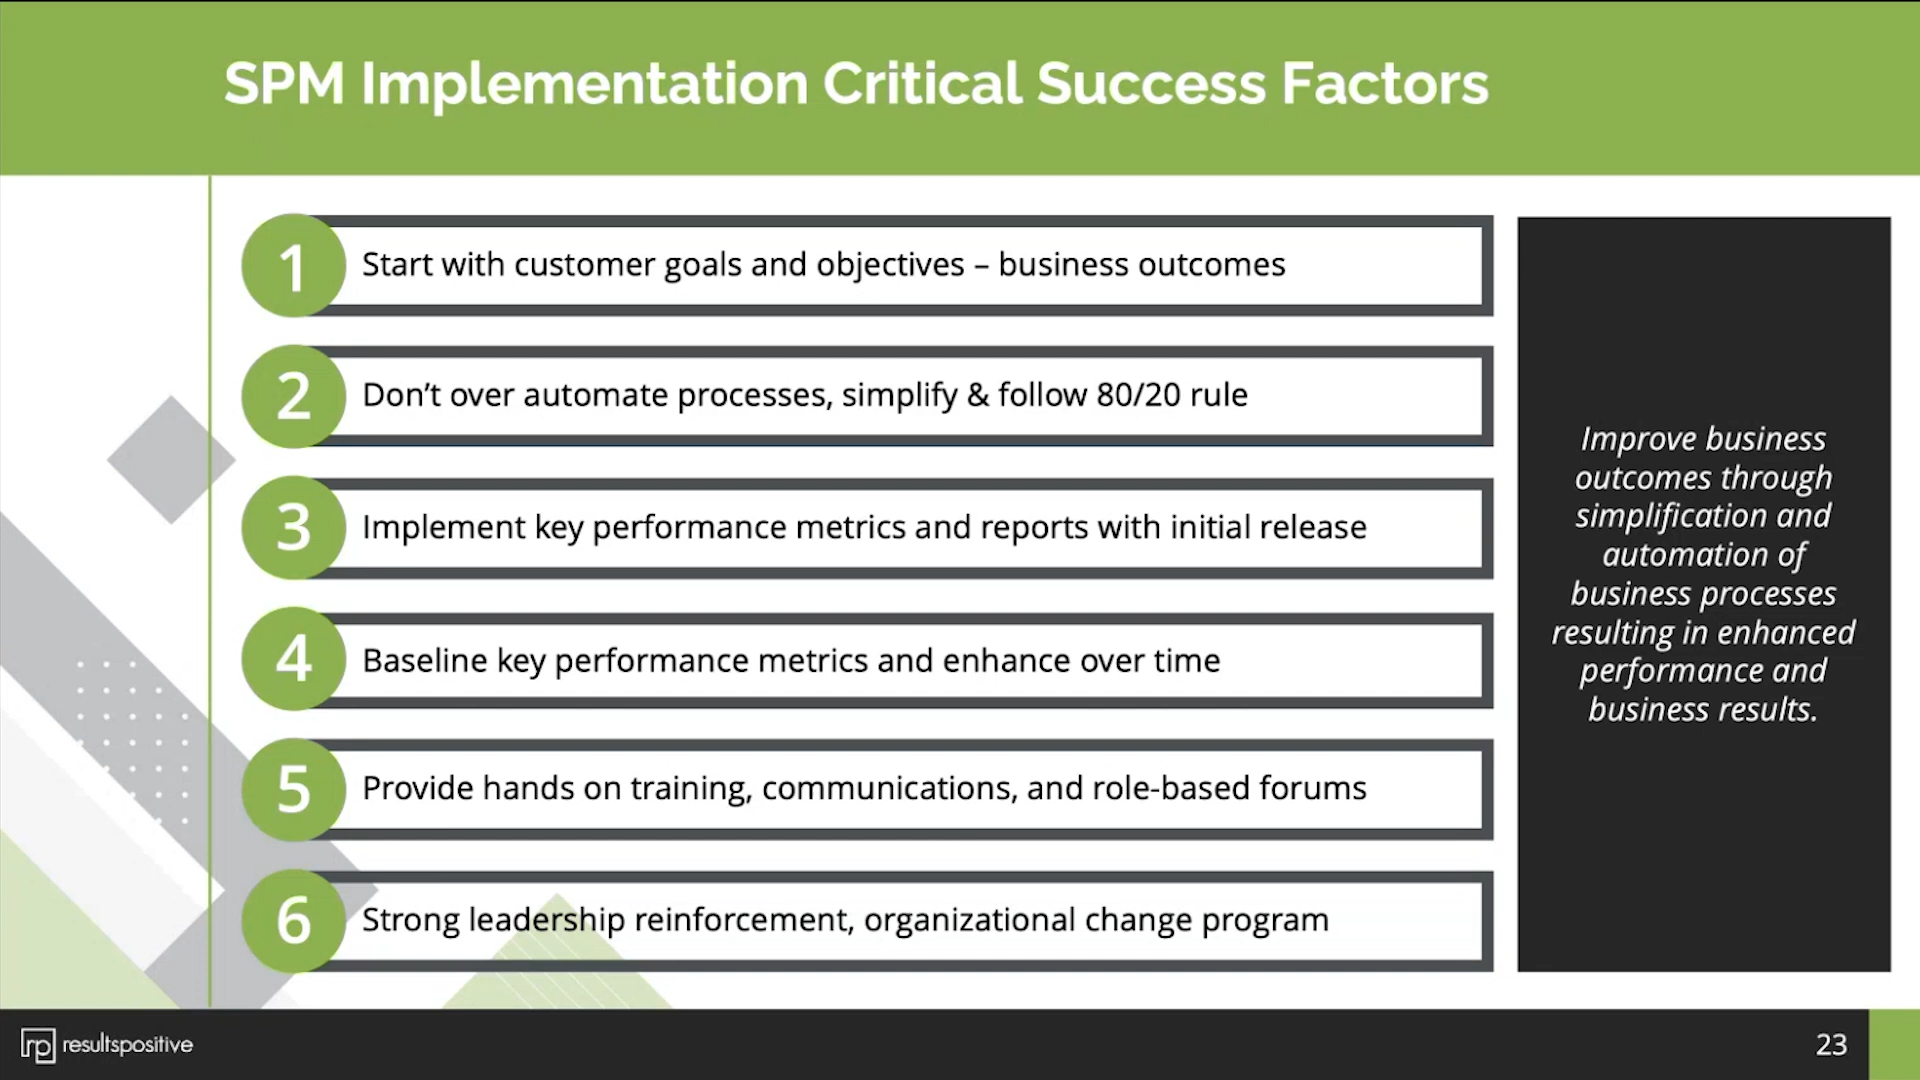 SPM Implementation Critical Success Factors
1
Start with customer goals and objectives – business outcomes
2
Don’t over automate processes, simplify & follow 80/20 rule
3
Implement key performance metrics and reports with initial release
4
Baseline key performance metrics and enhance over time
5
Provide hands on training, communications, and role-based forums
6
Strong leadership reinforcement, organizational change program
Improve business
outcomes through
simplification and
automation of
business processes
resulting in enhanced
performance and
business results.
rp resultspositive
23